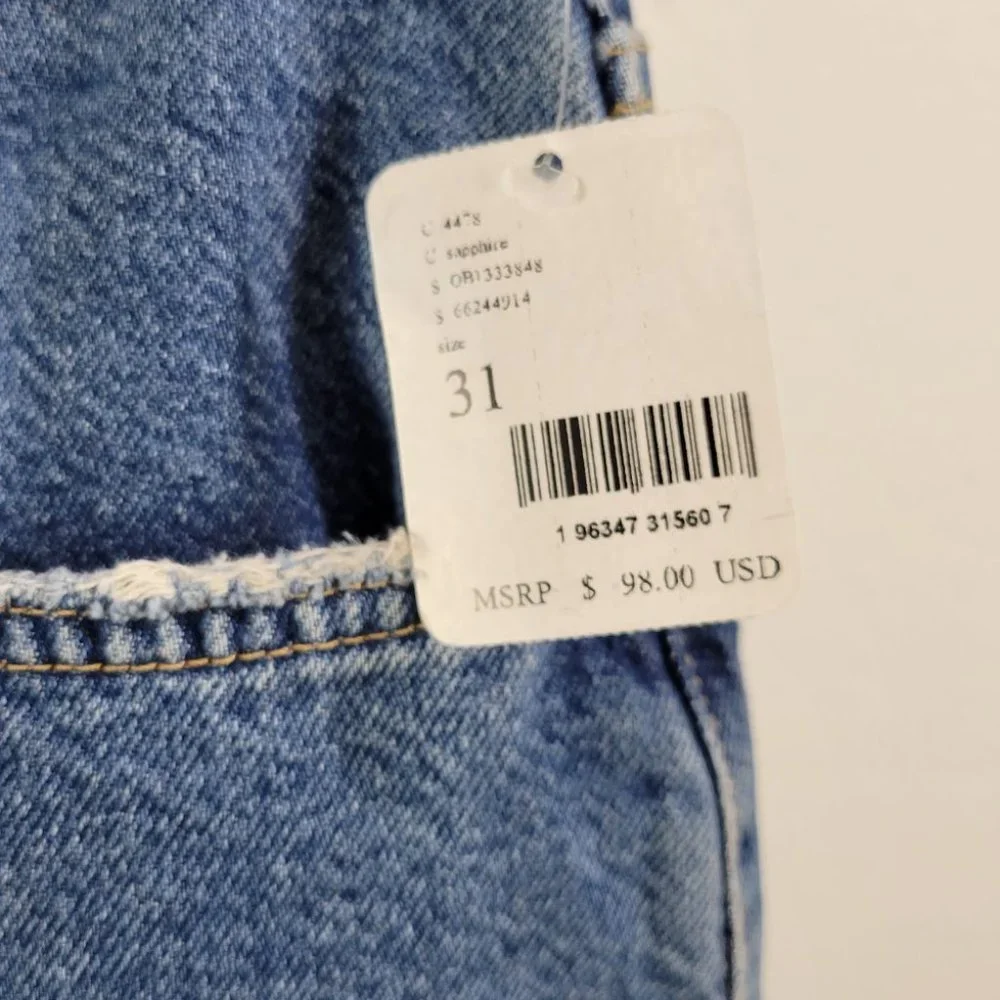 C 4478
C sapphire
S OB1333848
S 66244914
size
31
1 96347 31560 7
MSRP $ 98.00 USD